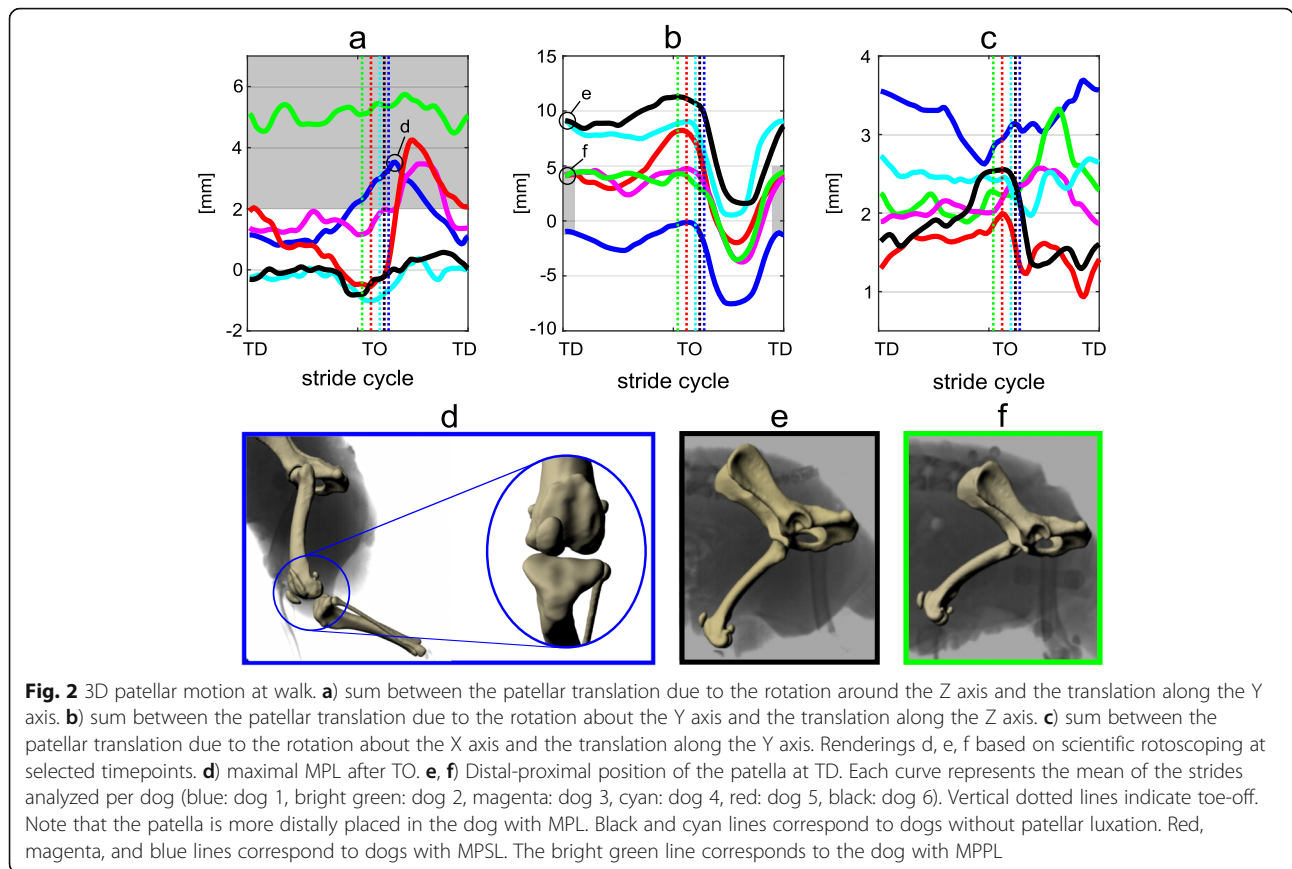 a
b
c
[mm]
6
4
2
0
-2
d
TD
TO
TD
stride cycle
[mm]
15
10
5
0
-5
-10
e
f
TD
TO
TD
stride cycle
[mm]
4
3
2
1
TD
TO
TD
stride cycle
d
e
f
Fig. 2 3D patellar motion at walk. a) sum between the patellar translation due to the rotation around the Z axis and the translation along the Y
axis. b) sum between the patellar translation due to the rotation about the Y axis and the translation along the Z axis. c) sum between the
patellar translation due to the rotation about the X axis and the translation along the Y axis. Renderings d, e, f based on scientific rotoscoping at
selected timepoints. d) maximal MPL after TO. e, f) Distal-proximal position of the patella at TD. Each curve represents the mean of the strides
analyzed per dog (blue: dog 1, bright green: dog 2, magenta: dog 3, cyan: dog 4, red: dog 5, black: dog 6). Vertical dotted lines indicate toe-off.
Note that the patella is more distally placed in the dog with MPL. Black and cyan lines correspond to dogs without patellar luxation. Red,
magenta, and blue lines correspond to dogs with MPSL. The bright green line corresponds to the dog with MPPL